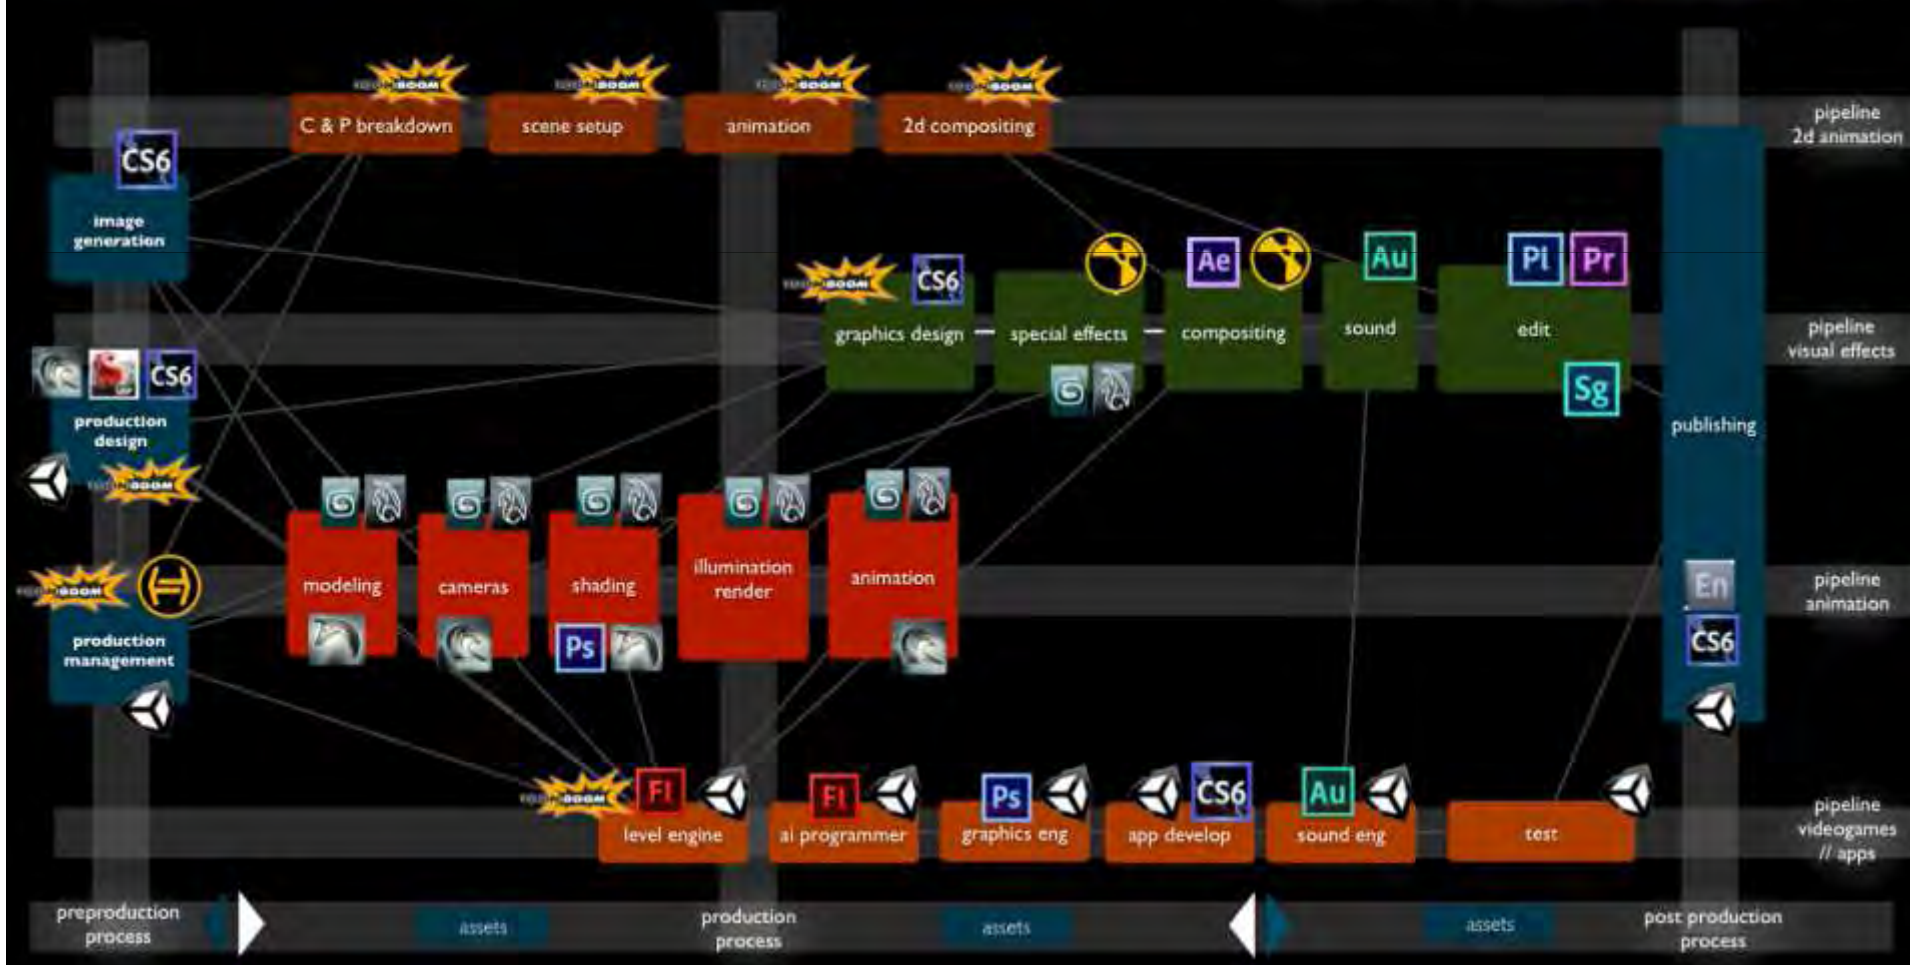 C & P breakdown
scene setup
animation
2d compositing
pipeline
2d animation
CS6
image
generation
CS6
Ae
Au
Pl
Pr
graphics design
special effects
compositing
sound
edit
pipeline
visual effects
CS6
production
design
Sg
publishing
modeling
cameras
shading
illumination
render
animation
pipeline
animation
Ps
En
CS6
production
management
Fl
Fl
Ps
CS6
Au
level engine
ai programmer
graphics eng
app develop
sound eng
test
pipeline
videogames
// apps
preproduction
process
assets
production
process
assets
assets
post production
process